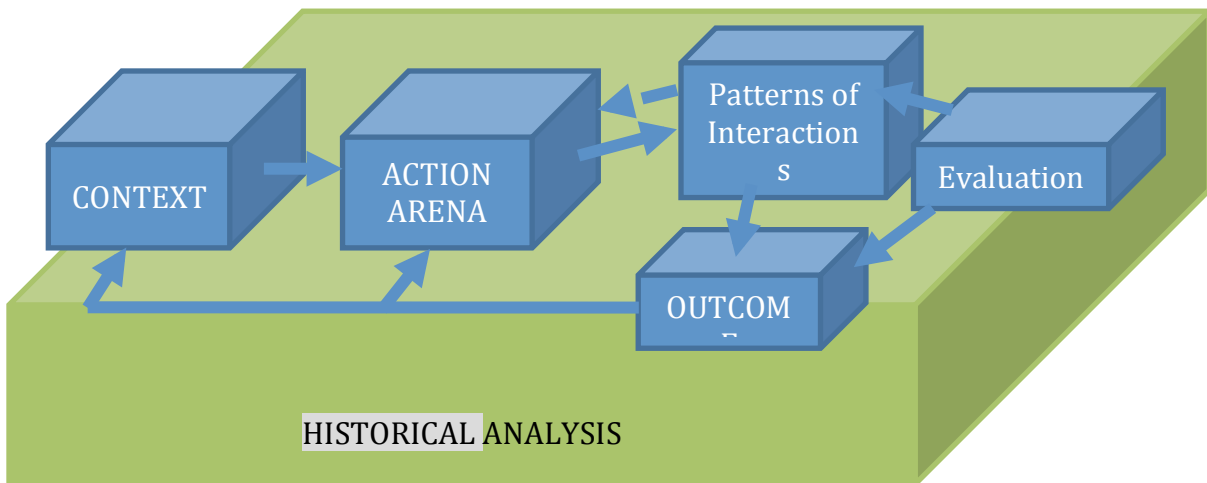 CONTEXT
ACTION
ARENA
Patterns of
Interaction
s
Evaluation
OUTCOM
HISTORICAL ANALYSIS